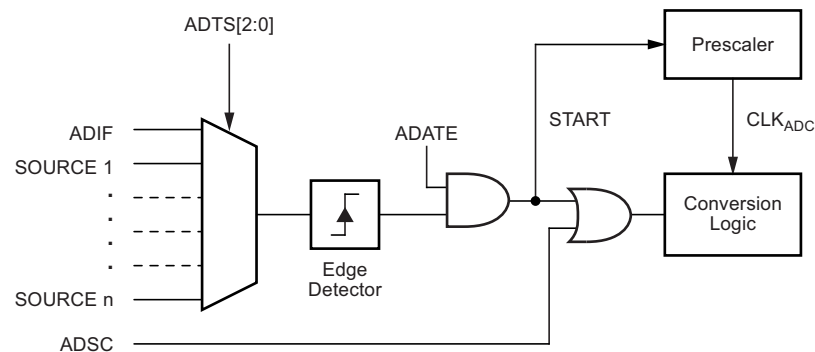 ADTS[2:0]
Prescaler
START
CLKADC
ADIF
ADATE
SOURCE 1
.
.
.
.
Conversion
Logic
Edge
Detector
SOURCE n
ADSC